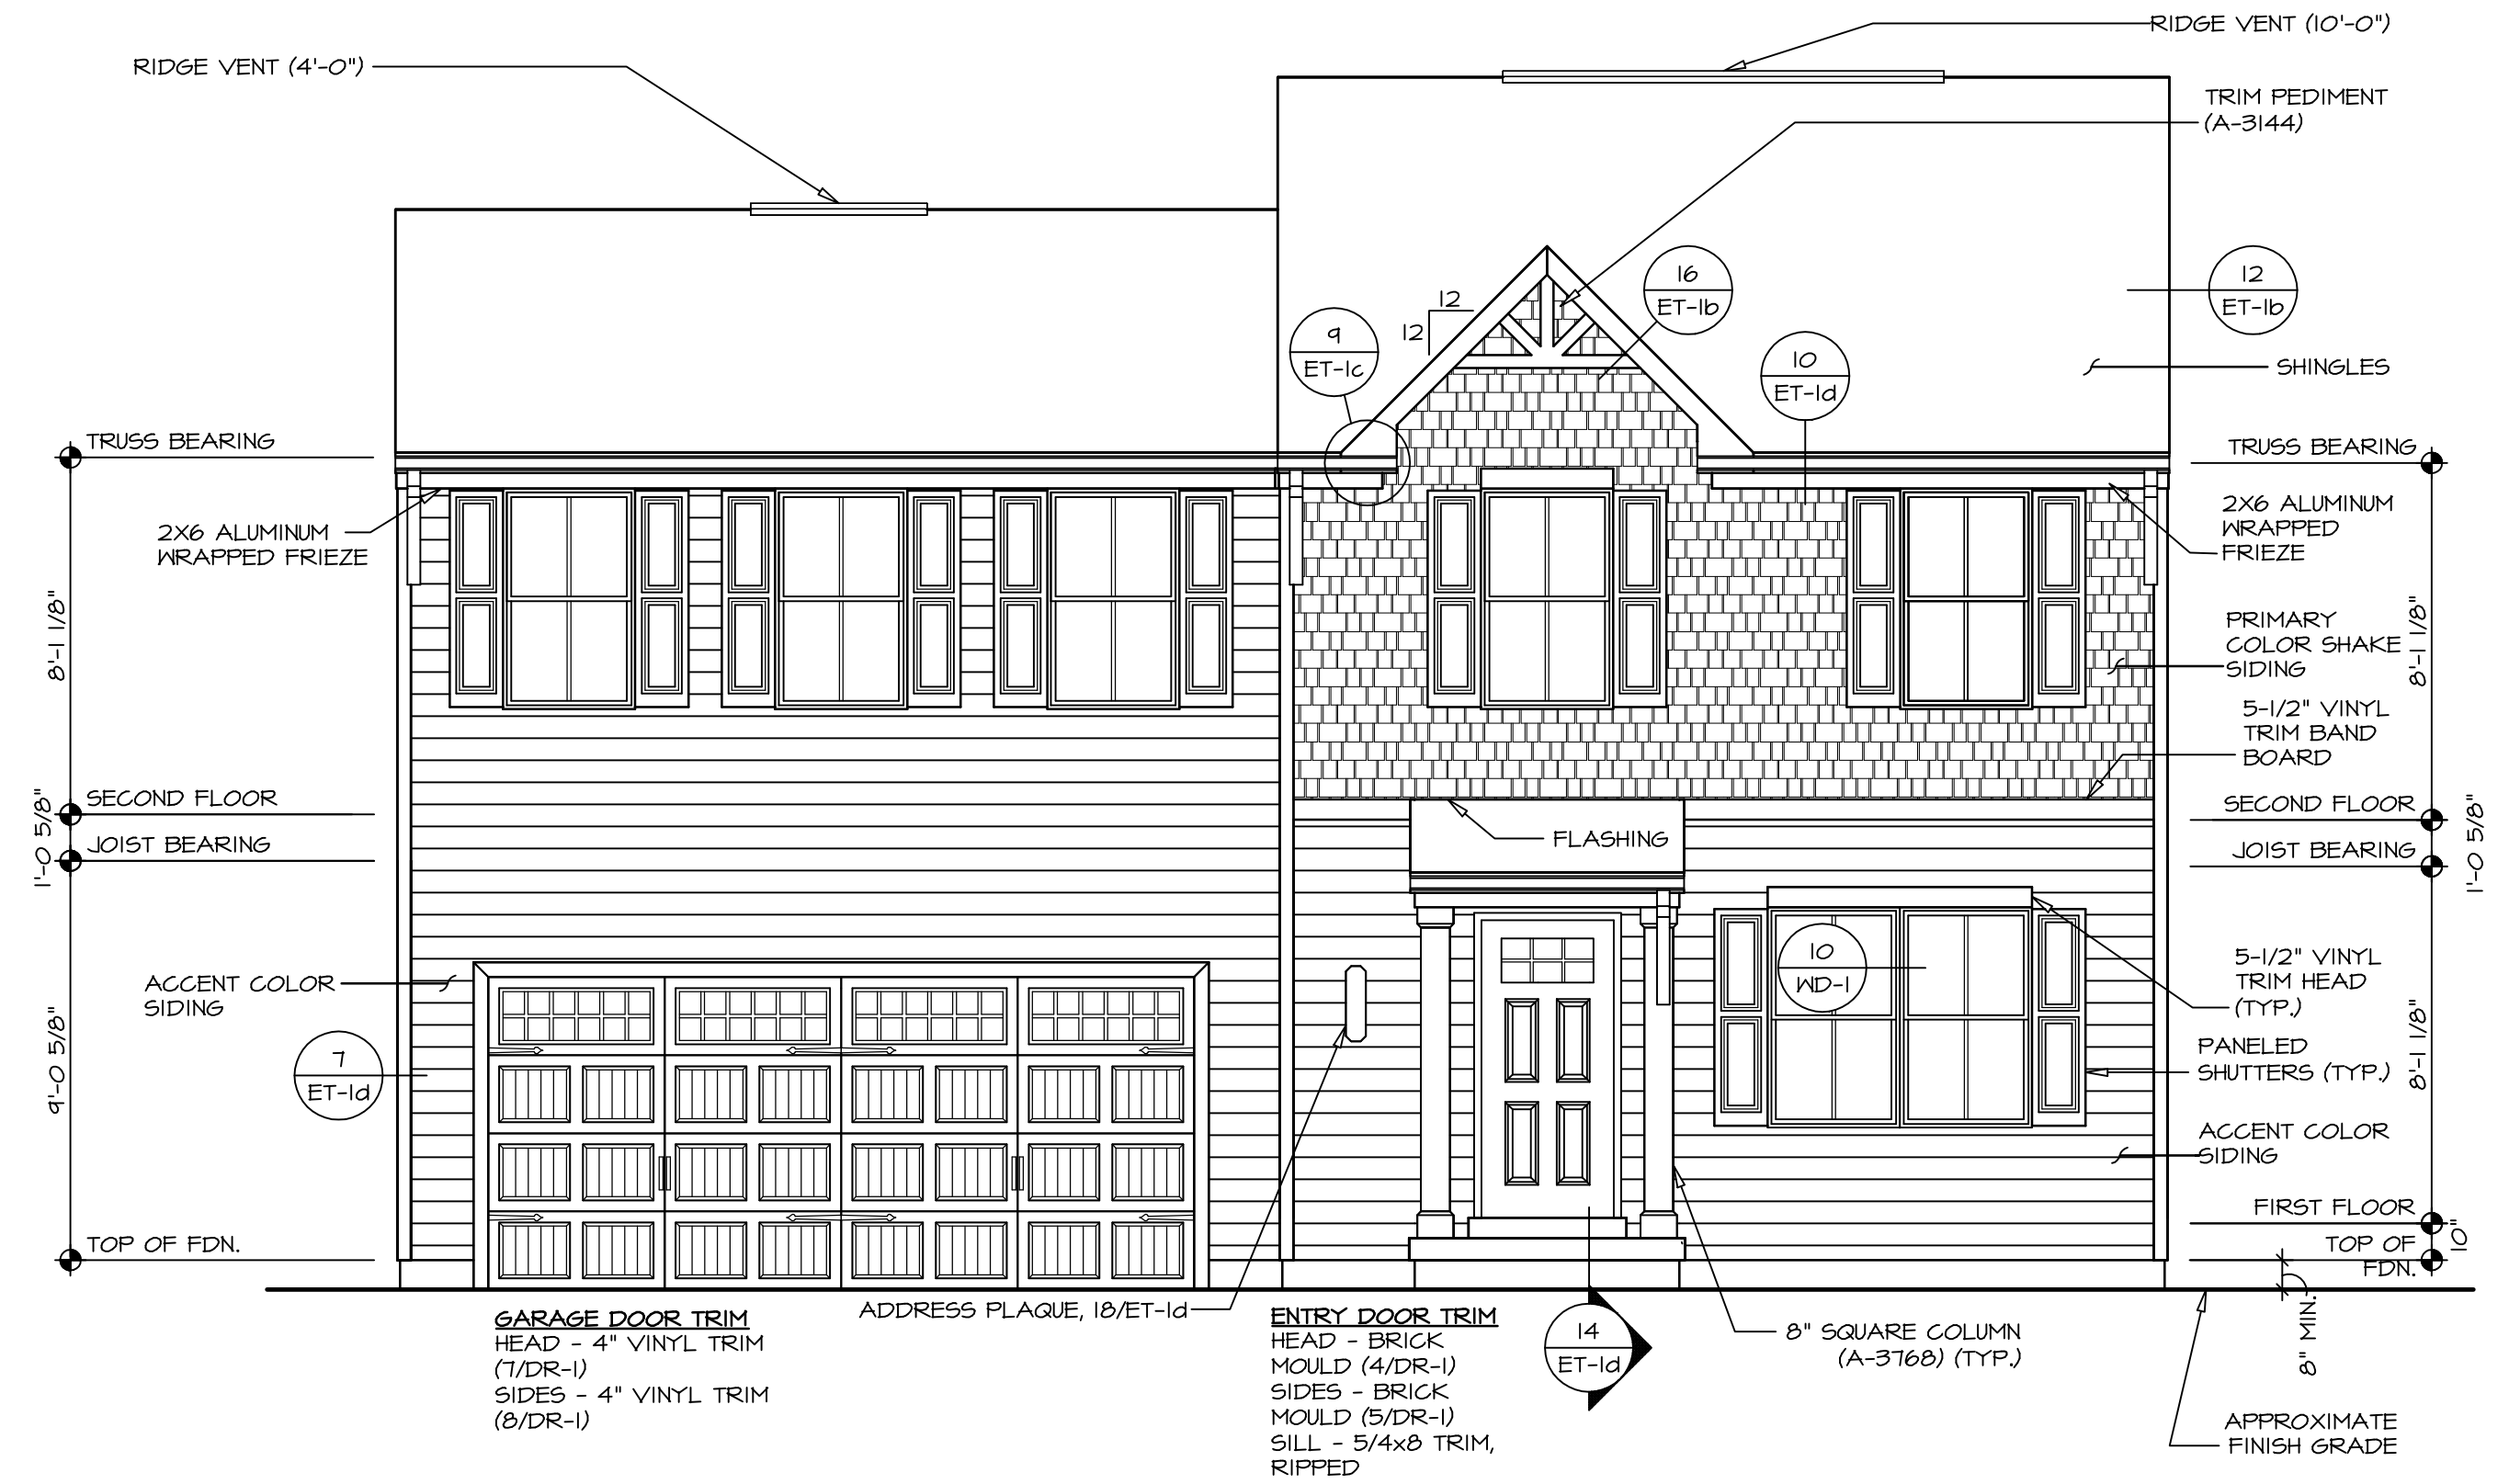 RIDGE VENT (10'-0")
RIDGE VENT (4'-0")
TRIM PEDIMENT
(A-3144)
16
ET-1b
12
ET-1b
12
12
9
ET-1c
10
ET-1d
SHINGLES
TRUSS BEARING
TRUSS BEARING
2X6 ALUMINUM
WRAPPED FRIEZE
2X6 ALUMINUM
WRAPPED
FRIEZE
8'-1 1/8"
8'-1 1/8"
PRIMARY
COLOR SHAKE
SIDING
5-1/2" VINYL
TRIM BAND
BOARD
SECOND FLOOR
SECOND FLOOR
1'-0 5/8"
1'-0 5/8"
FLASHING
JOIST BEARING
JOIST BEARING
10
WD-1
5-1/2" VINYL
TRIM HEAD
(TYP.)
ACCENT COLOR
SIDING
9'-0 5/8"
8'-1 1/8"
7
ET-1d
PANELED
SHUTTERS (TYP.)
ACCENT COLOR
SIDING
FIRST FLOOR
10"
TOP OF FDN.
TOP OF
FDN.
8" MIN.
GARAGE DOOR TRIM
HEAD - 4" VINYL TRIM
(7/DR-1)
SIDES - 4" VINYL TRIM
(8/DR-1)
ADDRESS PLAQUE, 18/ET-1d
ENTRY DOOR TRIM
HEAD - BRICK
MOULD (4/DR-1)
SIDES - BRICK
MOULD (5/DR-1)
SILL - 5/4x8 TRIM,
RIPPED
14
ET-1d
8" SQUARE COLUMN
(A-3768) (TYP.)
APPROXIMATE
FINISH GRADE